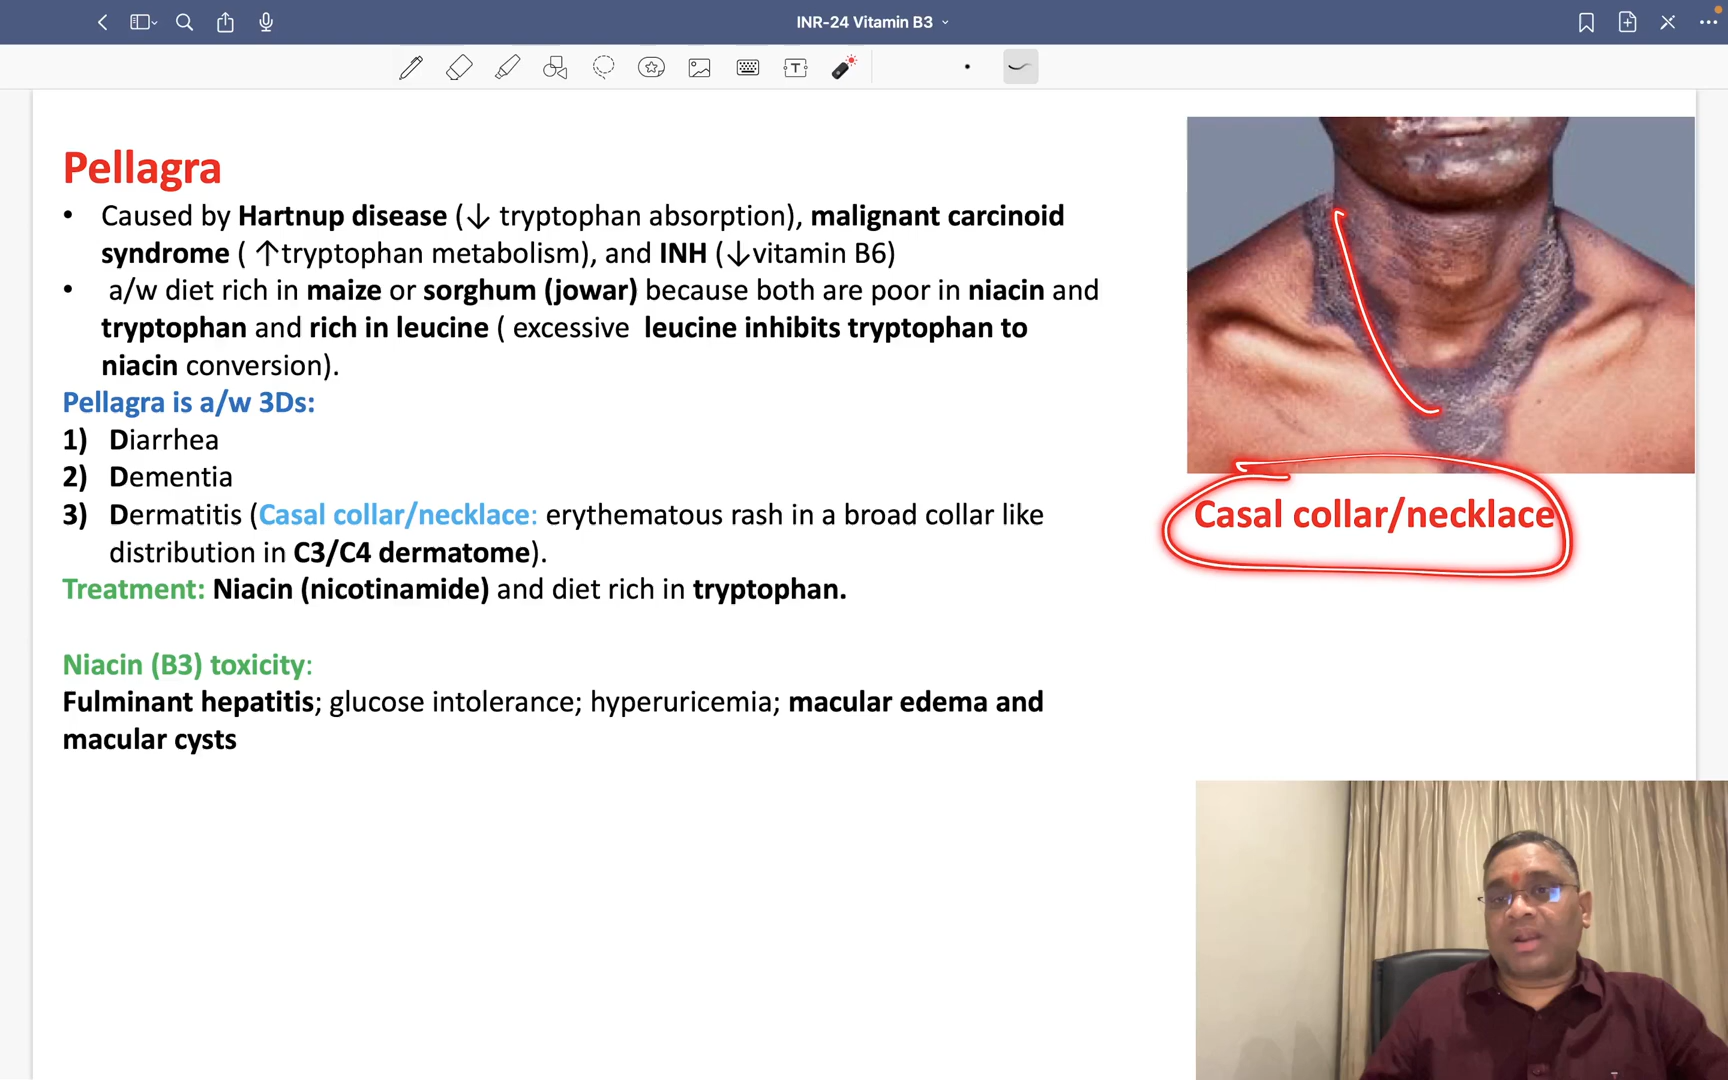 INR-24 Vitamin B3
Pellagra
• Caused by Hartnup disease (↓ tryptophan absorption), malignant carcinoid
syndrome ( ↑tryptophan metabolism), and INH (↓vitamin B6)
• a/w diet rich in maize or sorghum (jowar) because both are poor in niacin and
tryptophan and rich in leucine ( excessive leucine inhibits tryptophan to
niacin conversion).
Pellagra is a/w 3Ds:
1) Diarrhea
2) Dementia
3) Dermatitis (Casal collar/necklace: erythematous rash in a broad collar like
distribution in C3/C4 dermatome).
Treatment: Niacin (nicotinamide) and diet rich in tryptophan.
Niacin (B3) toxicity:
Fulminant hepatitis; glucose intolerance; hyperuricemia; macular edema and
macular cysts
Casal collar/necklace